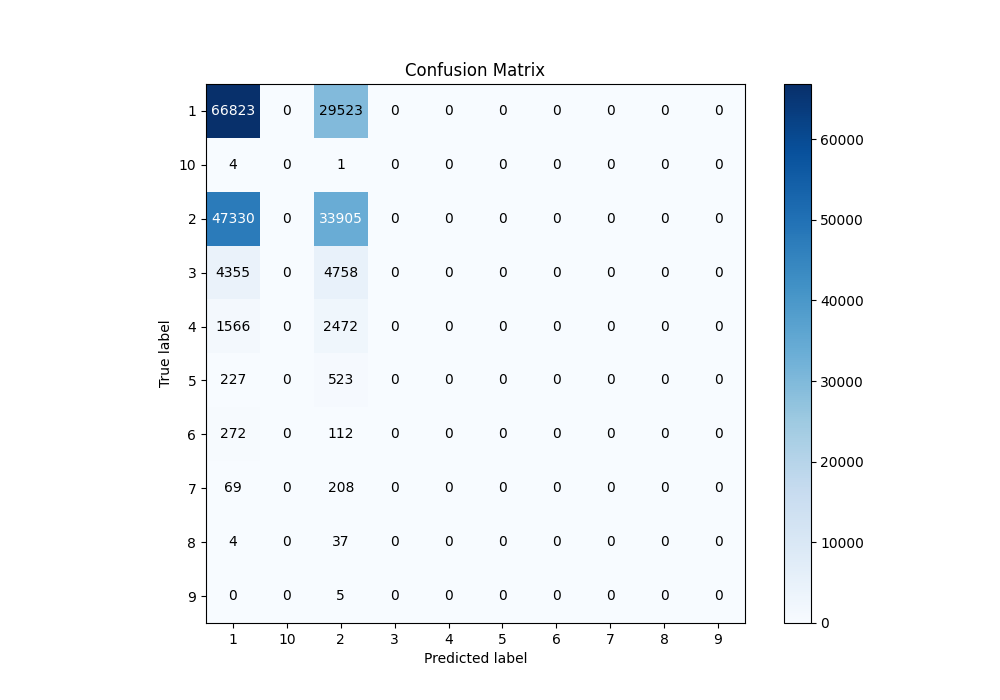 Confusion Matrix
True label
1 66823 0 29523 0 0 0 0 0 0 0
10 4 0 1 0 0 0 0 0 0 0
2 47330 0 33905 0 0 0 0 0 0 0
3 4355 0 4758 0 0 0 0 0 0 0
4 1566 0 2472 0 0 0 0 0 0 0
5 227 0 523 0 0 0 0 0 0 0
6 272 0 112 0 0 0 0 0 0 0
7 69 0 208 0 0 0 0 0 0 0
8 4 0 37 0 0 0 0 0 0 0
9 0 0 5 0 0 0 0 0 0 0
1 10 2 3 4 5 6 7 8 9
Predicted label
60000
50000
40000
30000
20000
10000
0